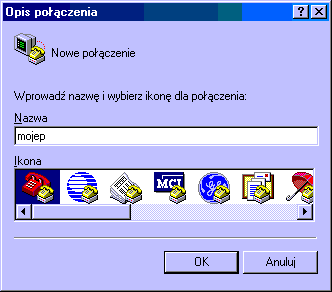 Opis połączenia
Nowe połączenie
Wprowadź nazwę i wybierz ikonę dla połączenia:
Nazwa
mojep
Ikona
MCI
OK
Anuluj